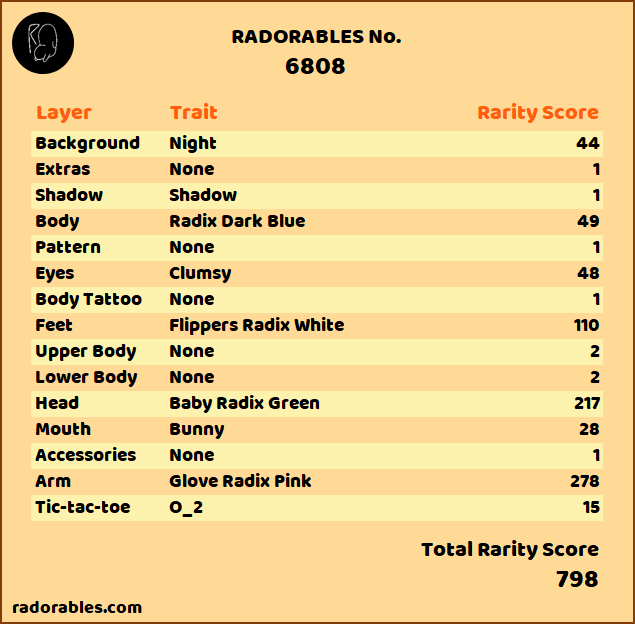 RADORABLES No.
6808
Layer Trait Rarity Score
Background Night 44
Extras None 1
Shadow Shadow 1
Body Radix Dark Blue 49
Pattern None 1
Eyes Clumsy 48
Body Tattoo None 1
Feet Flippers Radix White 110
Upper Body None 2
Lower Body None 2
Head Baby Radix Green 217
Mouth Bunny 28
Accessories None 1
Arm Glove Radix Pink 278
Tic-tac-toe O_2 15
Total Rarity Score
798
radorables.com